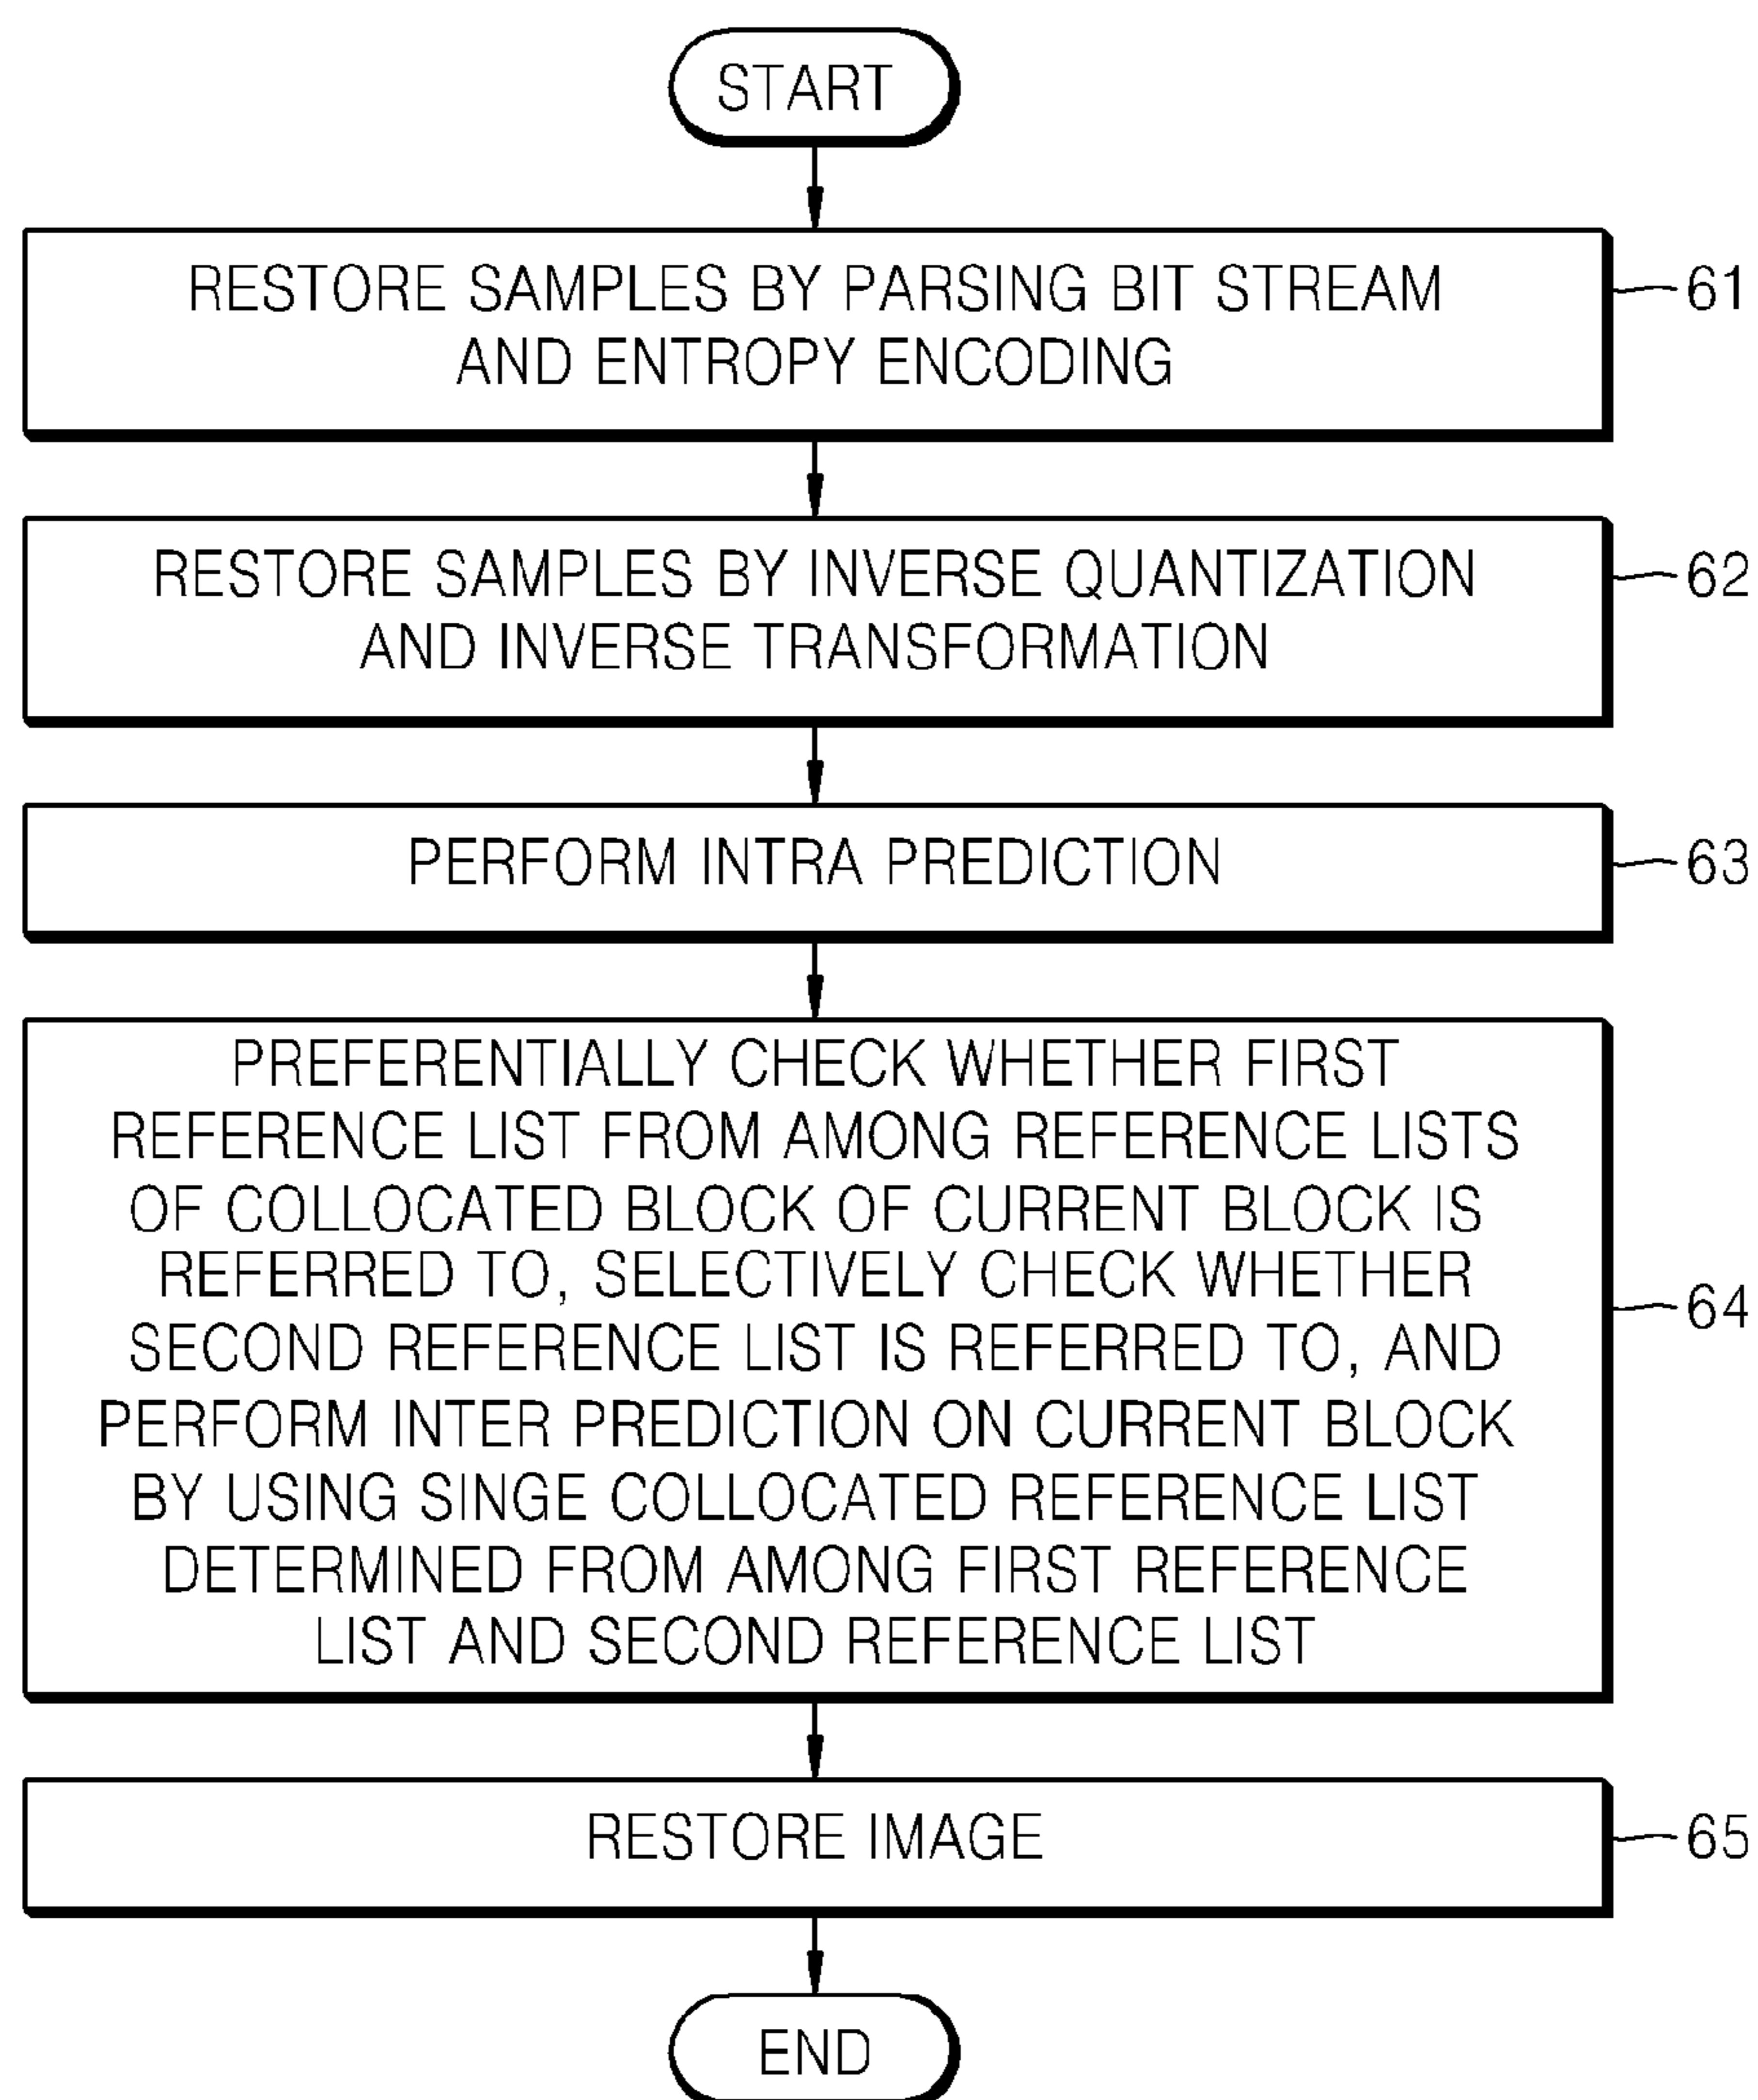 START
RESTORE SAMPLES BY PARSING BIT STREAM
AND ENTROPY ENCODING
61
RESTORE SAMPLES BY INVERSE QUANTIZATION
AND INVERSE TRANSFORMATION
62
PERFORM INTRA PREDICTION
63
PREFERENTIALLY CHECK WHETHER FIRST
REFERENCE LIST FROM AMONG REFERENCE LISTS
OF COLLOCATED BLOCK OF CURRENT BLOCK IS
REFERRED TO, SELECTIVELY CHECK WHETHER
SECOND REFERENCE LIST IS REFERRED TO, AND
PERFORM INTER PREDICTION ON CURRENT BLOCK
BY USING SINGE COLLOCATED REFERENCE LIST
DETERMINED FROM AMONG FIRST REFERENCE
LIST AND SECOND REFERENCE LIST
64
RESTORE IMAGE
65
END